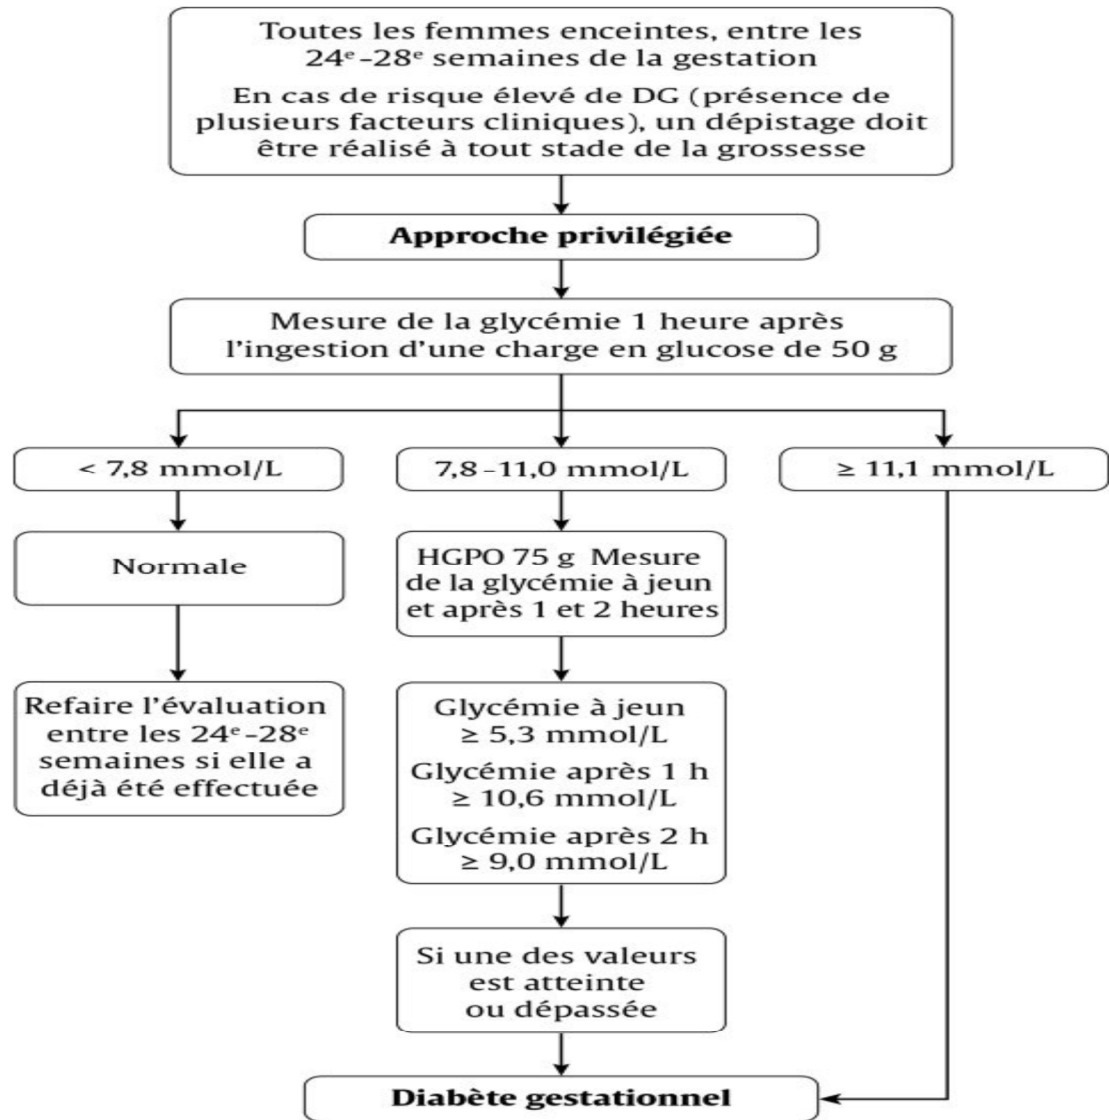 Toutes les femmes enceintes, entre les
24ᵉ-28ᵉ semaines de la gestation
En cas de risque élevé de DG (présence de
plusieurs facteurs cliniques), un dépistage doit
être réalisé à tout stade de la grossesse
Approche privilégiée
Mesure de la glycémie 1 heure après
l'ingestion d'une charge en glucose de 50 g
< 7,8 mmol/L
7,8-11,0 mmol/L
≥ 11,1 mmol/L
Normale
HGPO 75 g Mesure
de la glycémie à jeun
et après 1 et 2 heures
Refaire l'évaluation
entre les 24ᵉ-28ᵉ
semaines si elle a
déjà été effectuée
Glycémie à jeun
≥ 5,3 mmol/L
Glycémie après 1 h
≥ 10,6 mmol/L
Glycémie après 2 h
≥ 9,0 mmol/L
Si une des valeurs
est atteinte
ou dépassée
Diabète gestationnel